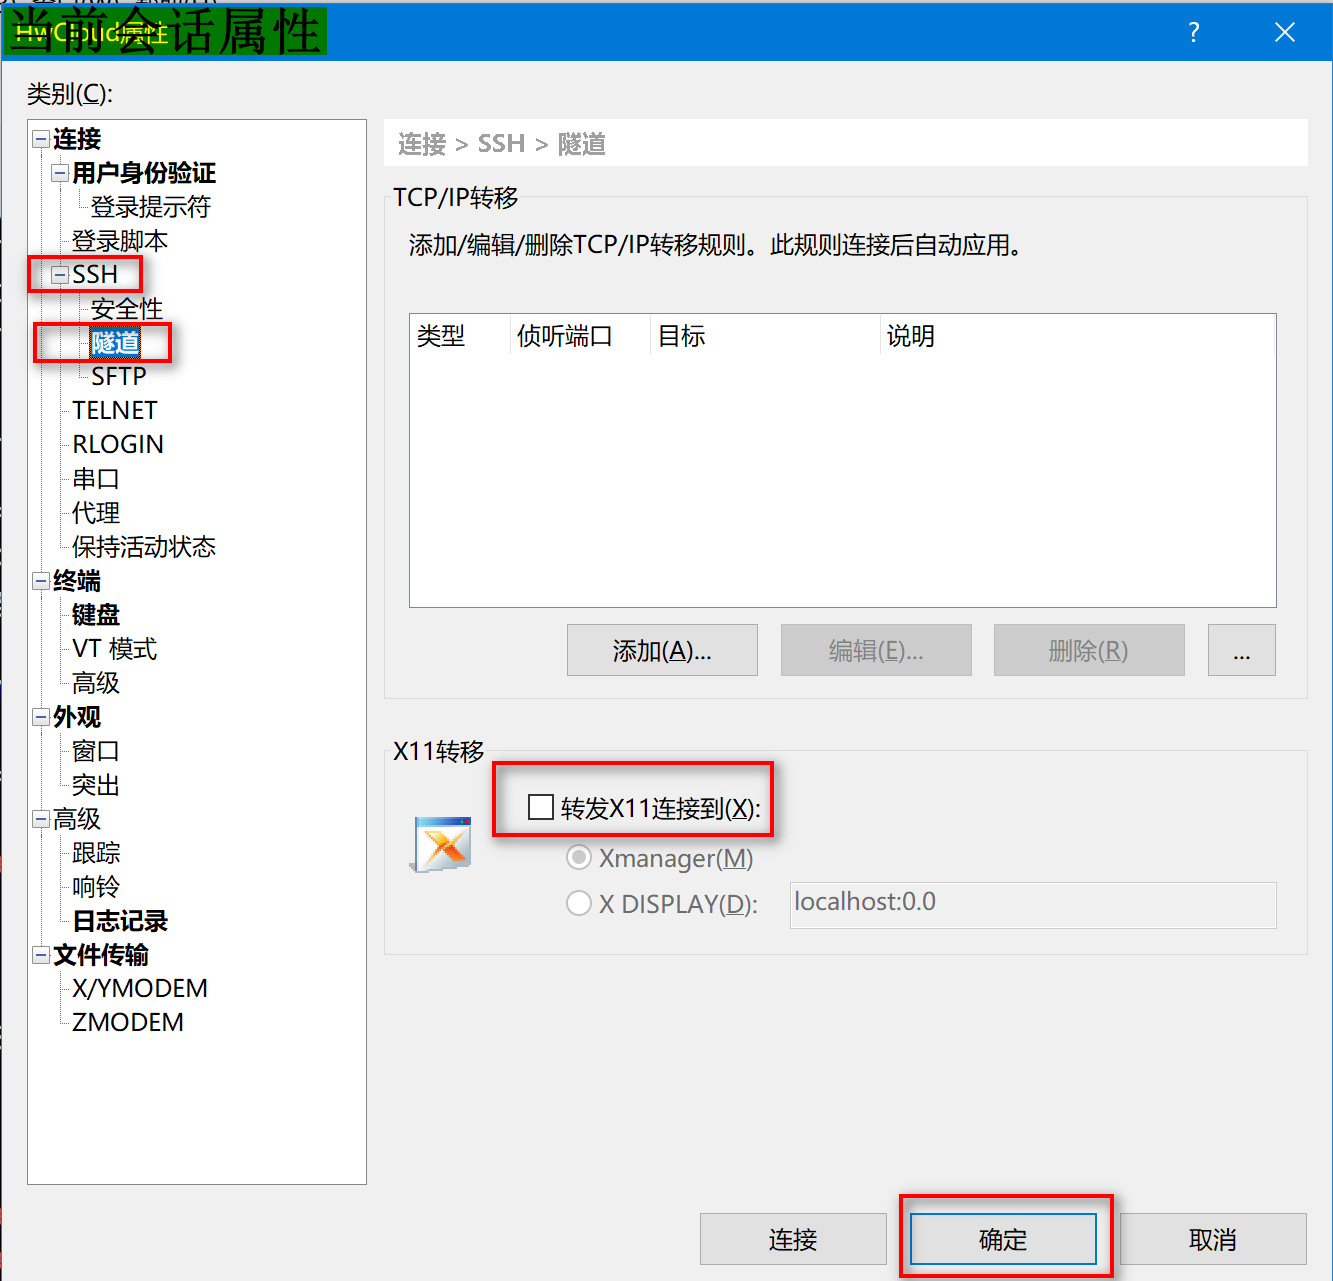 当前会话属性
HwCloud属性
?
类别(C):
连接
用户身份验证
登录提示符
登录脚本
SSH
安全性
隧道
SFTP
TELNET
RLOGIN
串口
代理
保持活动状态
终端
键盘
VT 模式
高级
外观
窗口
突出
高级
跟踪
响铃
日志记录
文件传输
X/YMODEM
ZMODEM
连接 > SSH > 隧道
TCP/IP转移
添加/编辑/删除TCP/IP转移规则。此规则连接后自动应用。
类型 侦听端口 目标 说明
添加(A)... 编辑(E)... 删除(R) ...
X11转移
转发X11连接到(X):
Xmanager(M)
X DISPLAY(D): localhost:0.0
连接 确定 取消